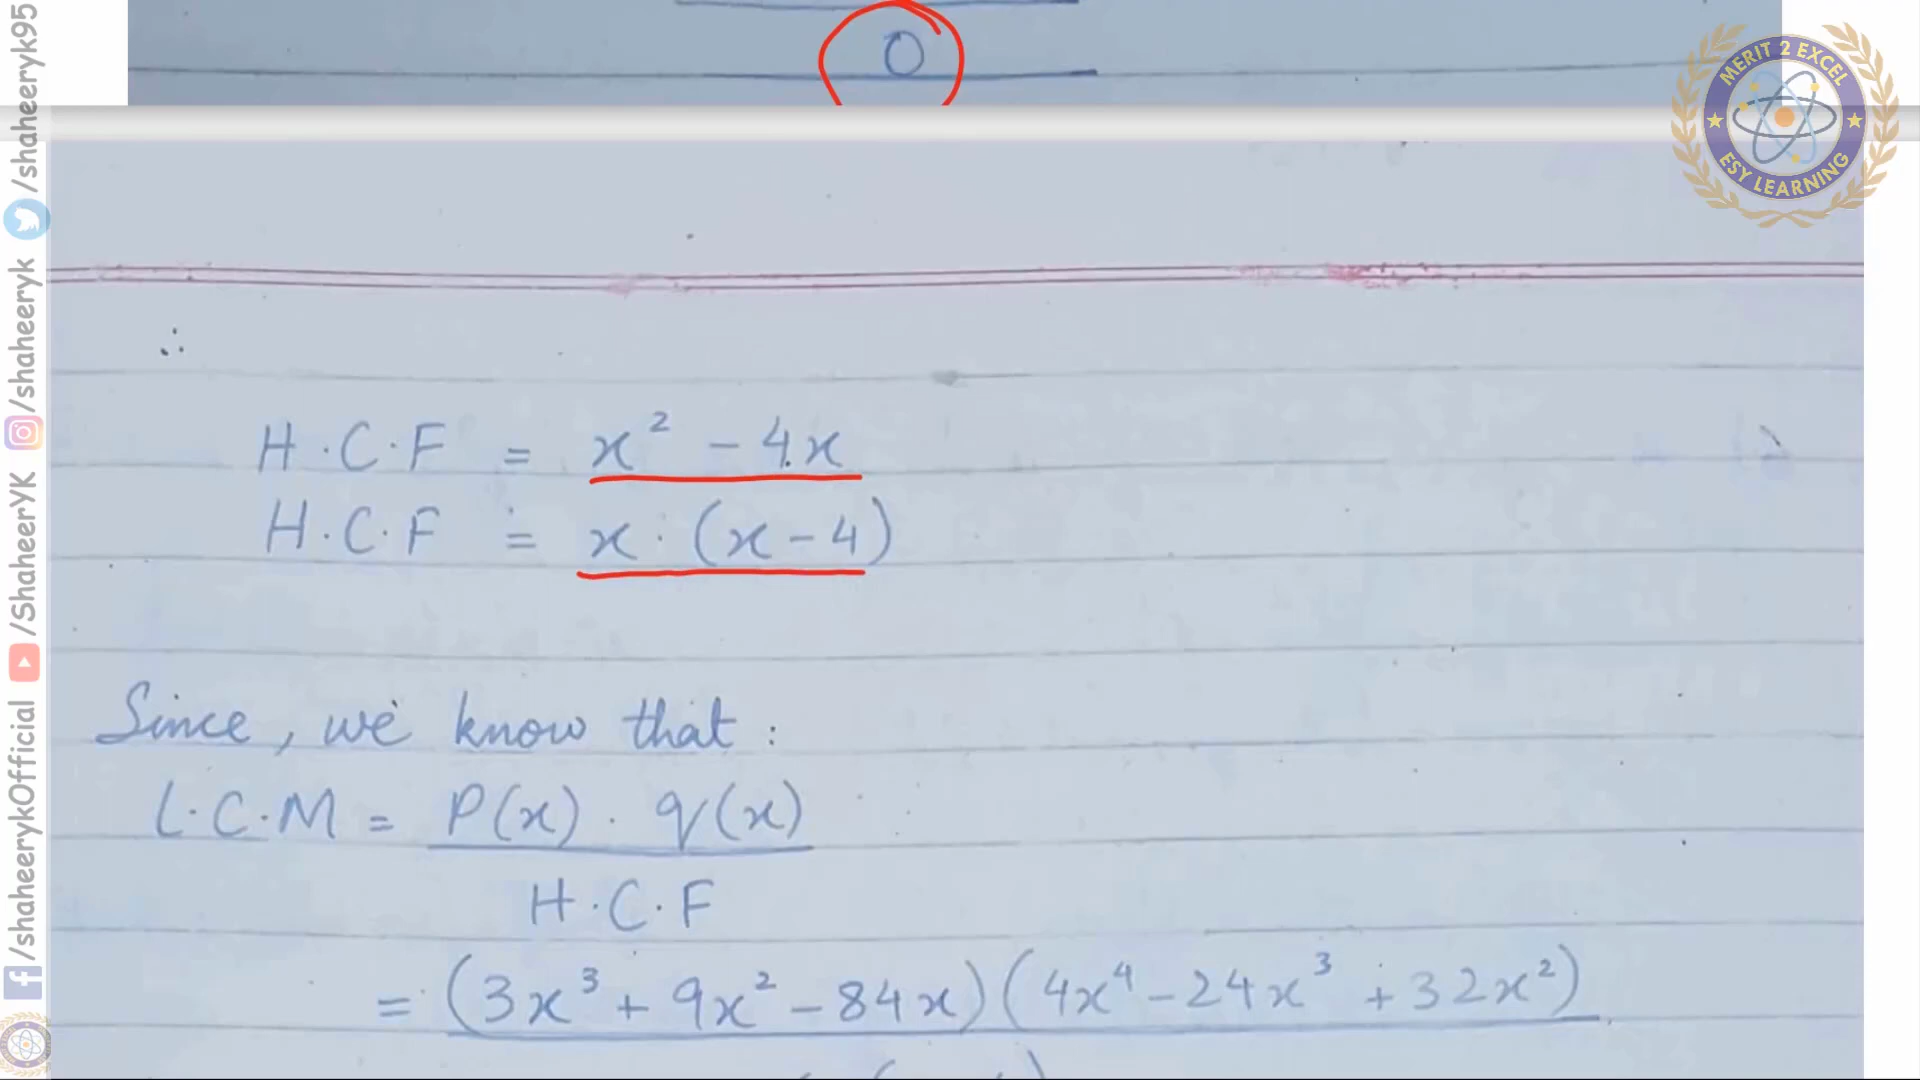 0
∴
H.C.F = x² - 4x
H.C.F = x . (x-4)
Since, we know that :
L.C.M = P(x) . q(x)
H.C.F
= (3x³ + 9x² - 84x)(4x⁴ - 24x³ + 32x²)
MERIT 2 EXCEL
ESY LEARNING
/shaheerykOfficial
/ShaheerYK
/shaheeryk
/shaheeryk95